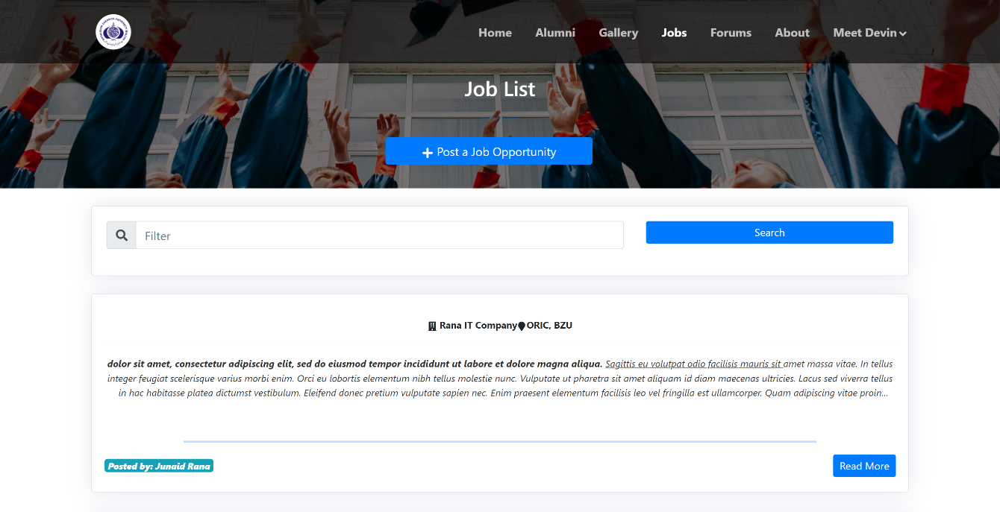 Home Alumni Gallery Jobs Forums About Meet Devin
Job List
Post a Job Opportunity
Filter
Search
Rana IT Company ORIC, BZU
dolor sit amet, consectetur adipiscing elit, sed do eiusmod tempor incididunt ut labore et dolore magna aliqua. Sagittis eu volutpat odio facilisis mauris sit amet massa vitae. In tellus
integer feugiat scelerisque varius morbi enim. Orci eu lobortis elementum nibh tellus molestie nunc. Vulputate ut pharetra sit amet aliquam id diam maecenas ultricies. Lacus sed viverra tellus
in hac habitasse platea dictumst vestibulum. Eleifend donec pretium vulputate sapien nec. Enim praesent elementum facilisis leo vel fringilla est ullamcorper. Quam adipiscing vitae proin...
Posted by: Junaid Rana
Read More